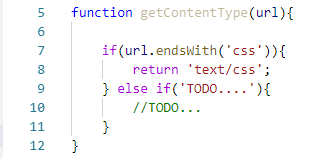 5 function getContentType(url){
6
7 if(url.endsWith('css')){
8 return 'text/css';
9 } else if('TODO....'){
10 //TODO...
11 }
12 }